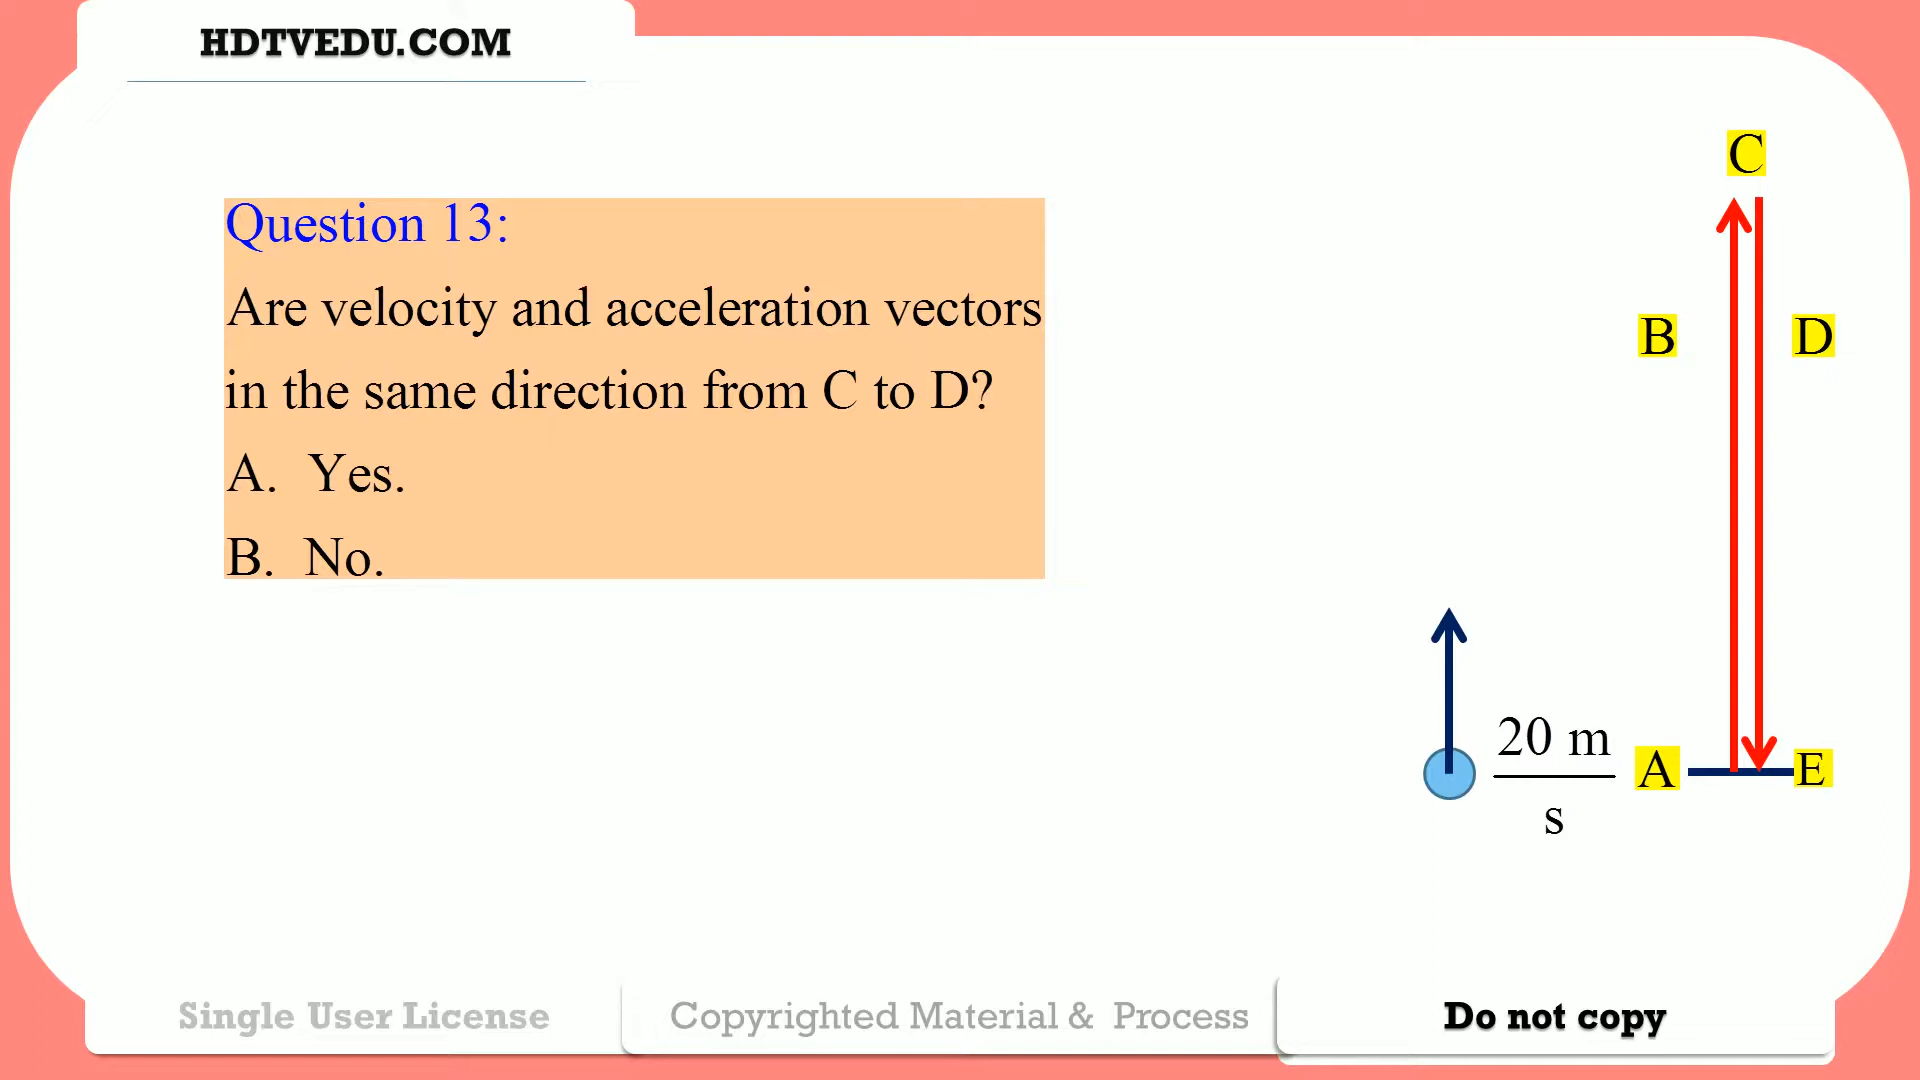 HDTVEDU.COM
Question 13:
Are velocity and acceleration vectors
in the same direction from C to D?
A. Yes.
B. No.
C
B
D
20 m
s
A
E
Single User License
Copyrighted Material & Process
Do not copy